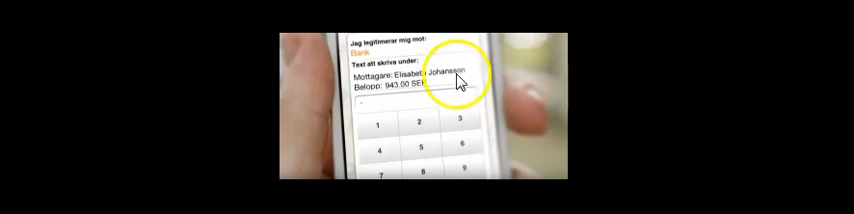 Jag legitimerar mig mot:
Bank
Text att skriva under:
Mottagare: Elisabeth Johansson
Belopp: 943.00 SEK
-
1 2 3
4 5 6
7 8 9